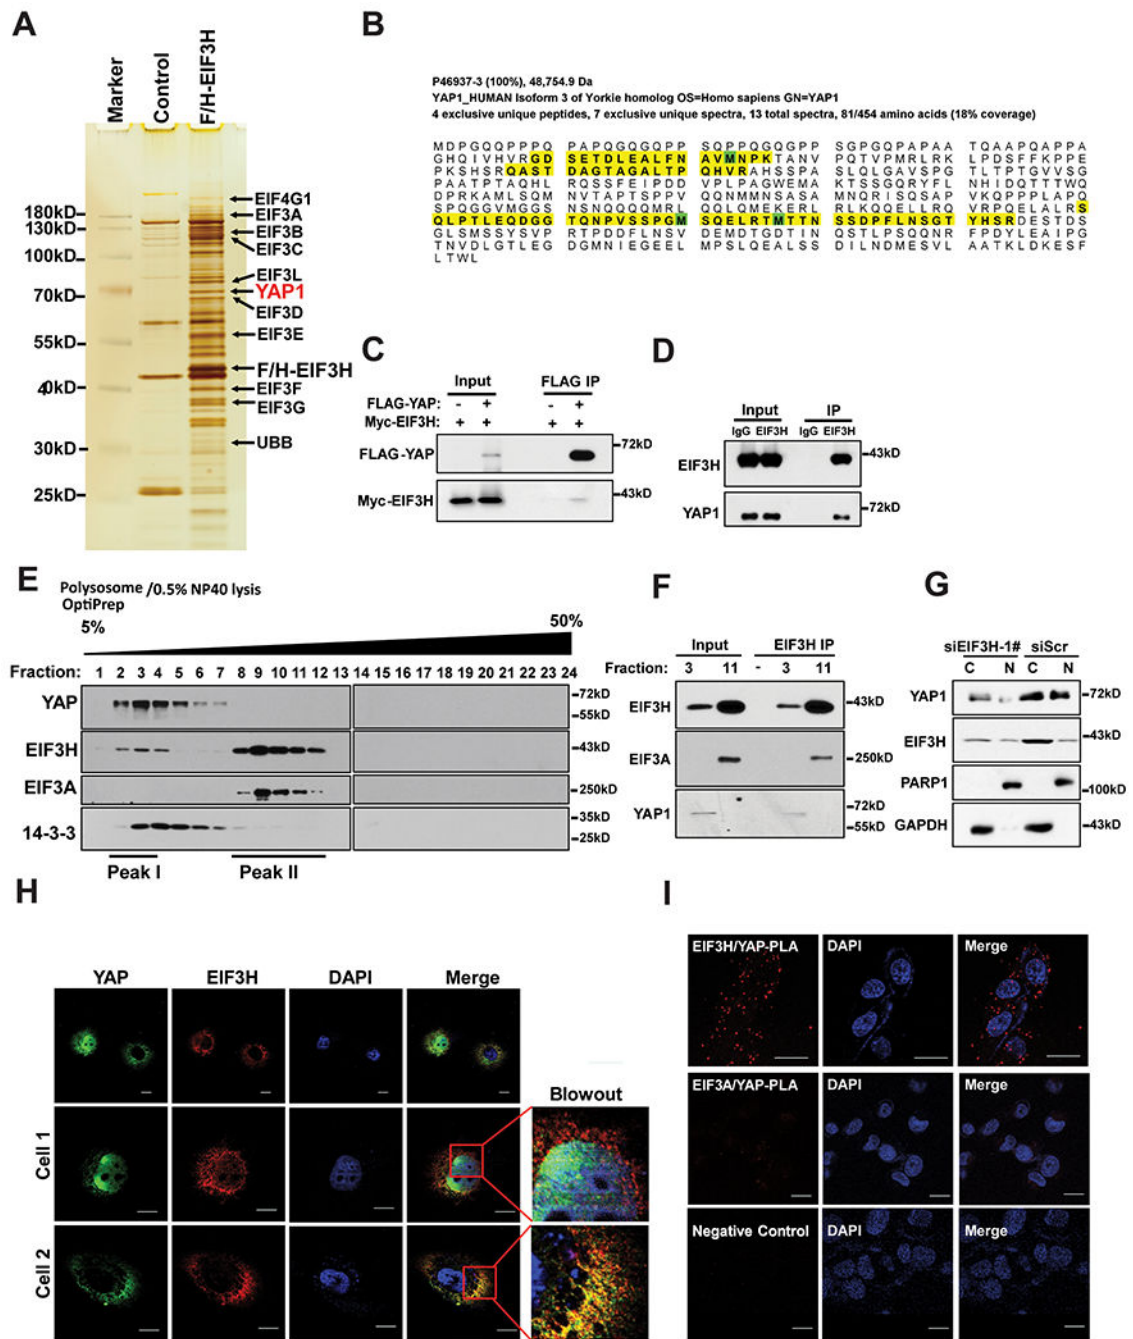 A
Marker
Control
F/H-EIF3H
180kD
130kD
100kD
70kD
55kD
40kD
30kD
25kD
EIF4G1
EIF3A
EIF3B
EIF3C
EIF3L
YAP1
EIF3D
EIF3E
F/H-EIF3H
EIF3F
EIF3G
UBB
B
P46937-3 (100%), 48,754.9 Da
YAP1_HUMAN Isoform 3 of Yorkie homolog OS=Homo sapiens GN=YAP1
4 exclusive unique peptides, 7 exclusive unique spectra, 13 total spectra, 81/454 amino acids (18% coverage)
MDPGQQPPPQ PAPQGQGQPP SQPPQGQGPP SGPGQPAPAA TQAAPQAPPA
GHQIVHVRGD SETDLEALFN AVMNPKTANV PQTVPMRLRK LPDSFFKPPE
PKSHSRQAST DAGTAGALTP QHVRAHSSPA SLQLGAVSPG TLTPTGVVSG
PAATPTAQHL RQSSFEIPDD VPLPAGWEMA KTSSGQRYFL NHIDQTTTWQ
DPRKAMLSQM NVTAPTSPPV QQNMMNSASA MNQRISQSAP VKQPPPLAPQ
SPQGGVMGGS NSNQQQQMRL QQLQMEKERL RLKQQELLRQ VRPQELALRS
QLPTLEQDGG TQNPVSSPGM SQELRTMTTN SSDPFLNSGT YHSRDESTDS
GLSMSSYSVP RTPDDFLNSV DEMDTGDTIN QSTLPSQQNR FPDYLEAIPG
TNVDLGTLEG DGMNIEGEEL MPSLQEALSS DILNDMESVL AATKLDKESF
LTWL
C
Input FLAG IP
FLAG-YAP: - + - +
Myc-EIF3H: + + + +
FLAG-YAP -72kD
Myc-EIF3H -43kD
D
Input IP
IgG EIF3H IgG EIF3H
EIF3H -43kD
YAP1 -72kD
E
Polysosome /0.5% NP40 lysis
OptiPrep
5% 50%
Fraction: 1 2 3 4 5 6 7 8 9 10 11 12 13 14 15 16 17 18 19 20 21 22 23 24
YAP -72kD
-55kD
EIF3H -43kD
EIF3A -250kD
14-3-3 -35kD
-25kD
Peak I Peak II
F
Input EIF3H IP
Fraction: 3 11 - 3 11
EIF3H -43kD
EIF3A -250kD
YAP1 -72kD
-55kD
G
siEIF3H-1# siScr
C N C N
YAP1 -72kD
EIF3H -43kD
PARP1 -100kD
GAPDH -43kD
H
YAP EIF3H DAPI Merge
Blowout
Cell 1
Cell 2
I
EIF3H/YAP-PLA DAPI Merge
EIF3A/YAP-PLA DAPI Merge
Negative Control DAPI Merge